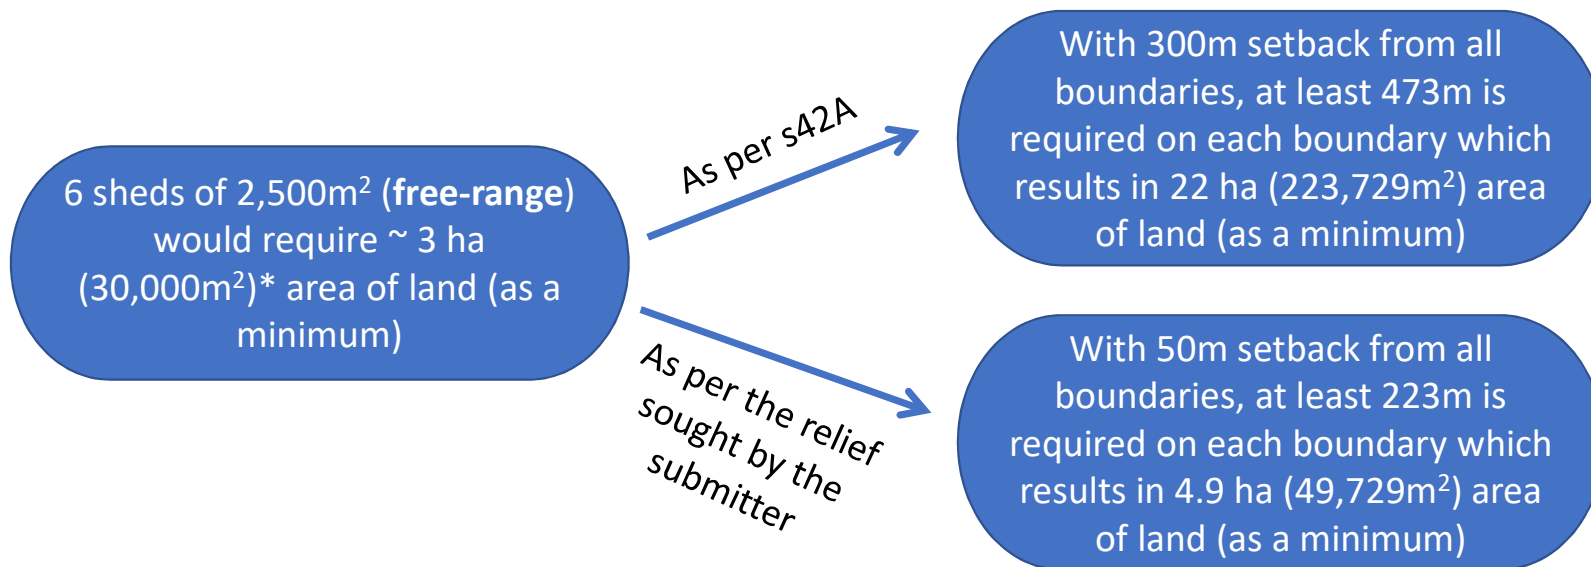 6 sheds of 2,500m² (free-range)
would require ~ 3 ha
(30,000m²)* area of land (as a
minimum)
As per s42A
With 300m setback from all
boundaries, at least 473m is
required on each boundary which
results in 22 ha (223,729m²) area
of land (as a minimum)
As per the relief
sought by the
submitter
With 50m setback from all
boundaries, at least 223m is
required on each boundary which
results in 4.9 ha (49,729m²) area
of land (as a minimum)